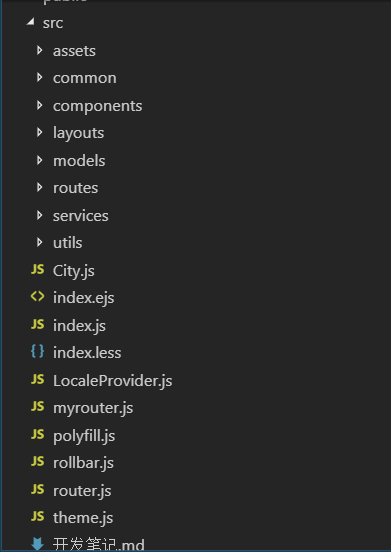 public
src
assets
common
components
layouts
models
routes
services
utils
JS City.js
<> index.ejs
JS index.js
{} index.less
JS LocaleProvider.js
JS myrouter.js
JS polyfill.js
JS rollbar.js
JS router.js
JS theme.js
开发笔记.md